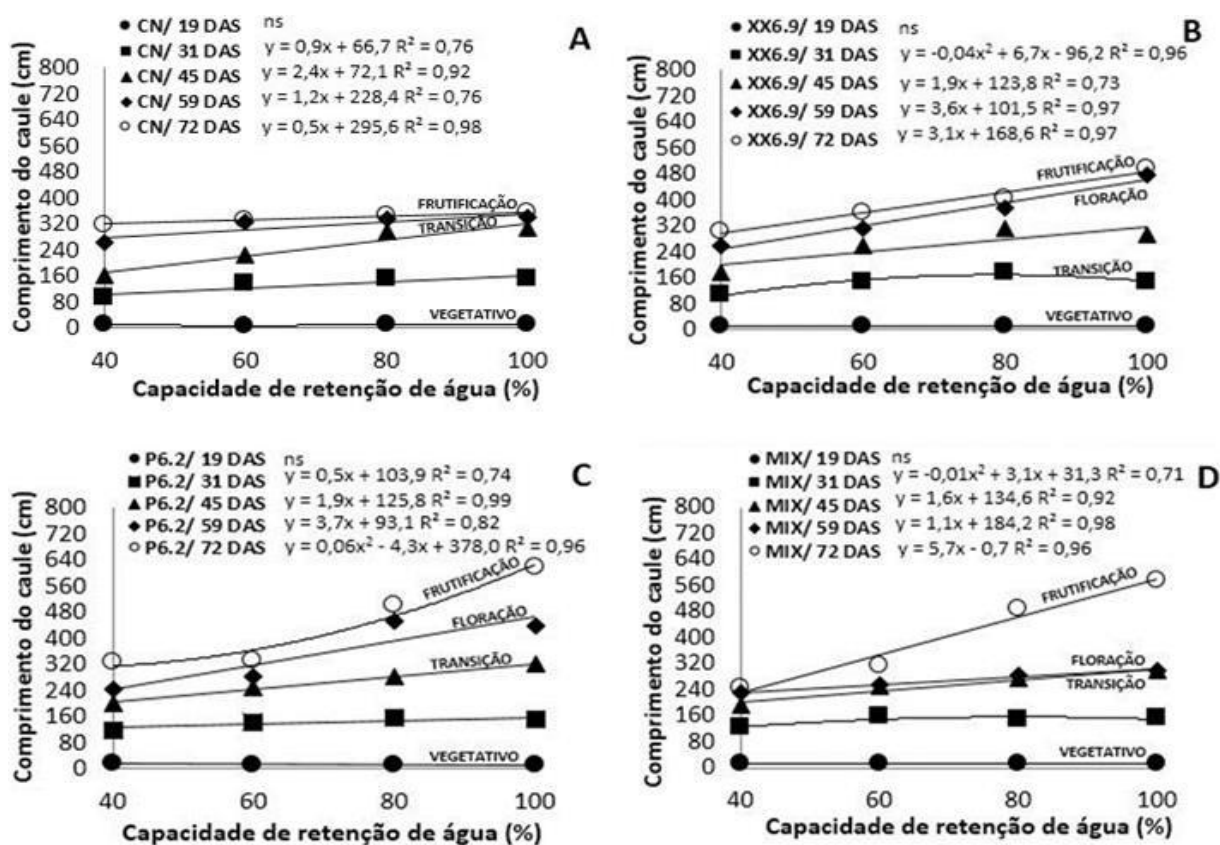 A
CN/ 19 DAS ns
CN/ 31 DAS y = 0,9x + 66,7 R² = 0,76
CN/ 45 DAS y = 2,4x + 72,1 R² = 0,92
CN/ 59 DAS y = 1,2x + 228,4 R² = 0,76
CN/ 72 DAS y = 0,5x + 295,6 R² = 0,98
Comprimento do caule (cm)
800
720
640
560
480
400
320
240
160
80
0
FRUTIFICAÇÃO
TRANSIÇÃO
VEGETATIVO
40 60 80 100
Capacidade de retenção de água (%)
B
XX6.9/ 19 DAS ns
XX6.9/ 31 DAS y = -0,04x² + 6,7x - 96,2 R² = 0,96
XX6.9/ 45 DAS y = 1,9x + 123,8 R² = 0,73
XX6.9/ 59 DAS y = 3,6x + 101,5 R² = 0,97
XX6.9/ 72 DAS y = 3,1x + 168,6 R² = 0,97
Comprimento do caule (cm)
800
720
640
560
480
400
320
240
160
80
0
FRUTIFICAÇÃO
FLORAÇÃO
TRANSIÇÃO
VEGETATIVO
40 60 80 100
Capacidade de retenção de água (%)
C
P6.2/ 19 DAS ns
P6.2/ 31 DAS y = 0,5x + 103,9 R² = 0,74
P6.2/ 45 DAS y = 1,9x + 125,8 R² = 0,99
P6.2/ 59 DAS y = 3,7x + 93,1 R² = 0,82
P6.2/ 72 DAS y = 0,06x² - 4,3x + 378,0 R² = 0,96
Comprimento do caule (cm)
800
720
640
560
480
400
320
240
160
80
0
FRUTIFICAÇÃO
FLORAÇÃO
TRANSIÇÃO
VEGETATIVO
40 60 80 100
Capacidade de retenção de água (%)
D
MIX/ 19 DAS ns
MIX/ 31 DAS y = -0,01x² + 3,1x + 31,3 R² = 0,71
MIX/ 45 DAS y = 1,6x + 134,6 R² = 0,92
MIX/ 59 DAS y = 1,1x + 184,2 R² = 0,98
MIX/ 72 DAS y = 5,7x - 0,7 R² = 0,96
Comprimento do caule (cm)
800
720
640
560
480
400
320
240
160
80
0
FRUTIFICAÇÃO
FLORAÇÃO
TRANSIÇÃO
VEGETATIVO
40 60 80 100
Capacidade de retenção de água (%)